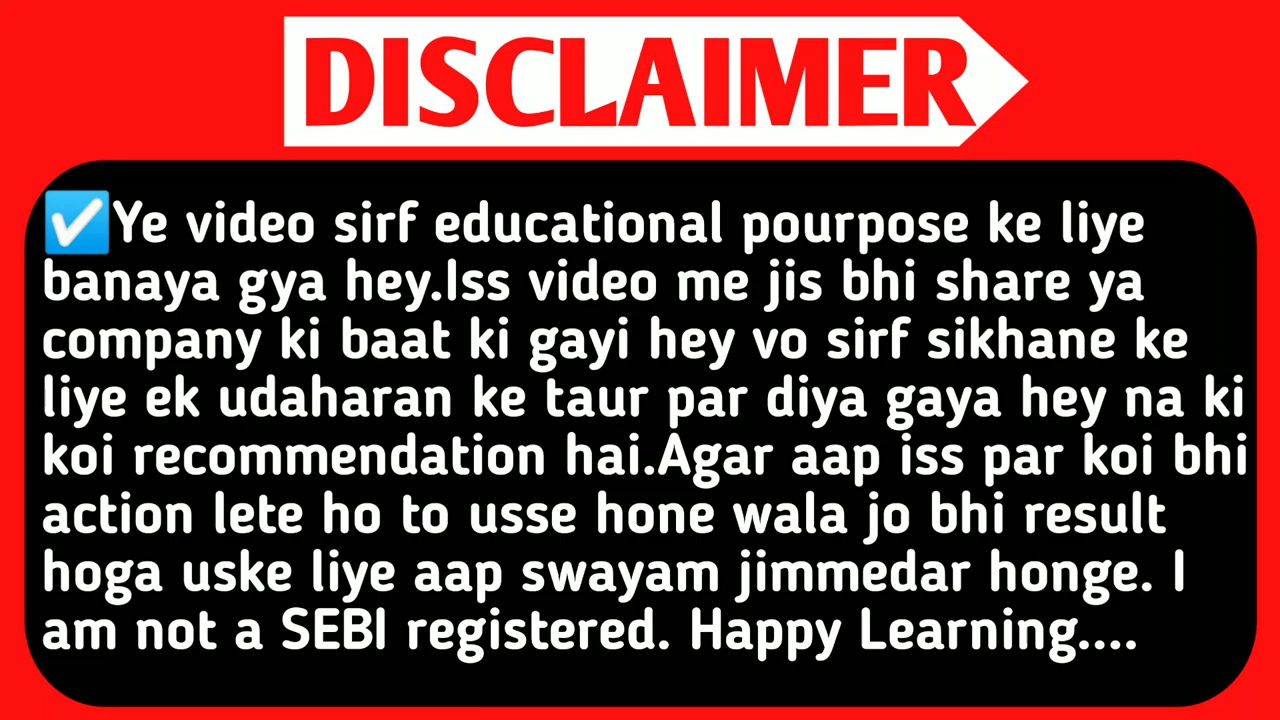 DISCLAIMER
✅Ye video sirf educational pourpose ke liye
banaya gya hey.Iss video me jis bhi share ya
company ki baat ki gayi hey vo sirf sikhane ke
liye ek udaharan ke taur par diya gaya hey na ki
koi recommendation hai.Agar aap iss par koi bhi
action lete ho to usse hone wala jo bhi result
hoga uske liye aap swayam jimmedar honge. I
am not a SEBI registered. Happy Learning....